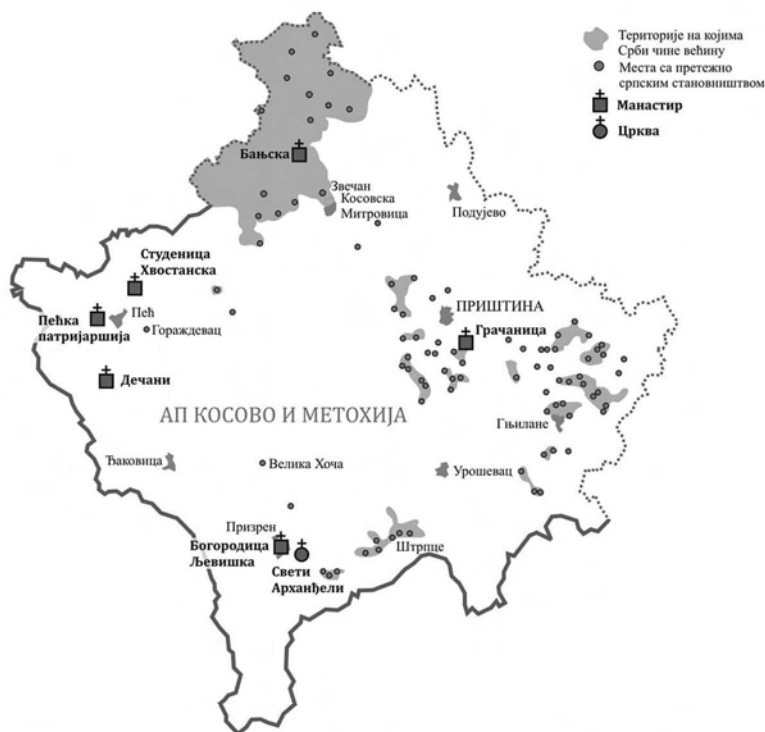 Територије на којима
Срби чине већину
Места са претежно
српским становништвом
Манастир
Црква
Бањска
Звечан
Косовска
Митровица
Подујево
Студеница
Хвостанска
Пећка
патријаршија
Пећ
Гораждевац
ПРИШТИНА
Грачаница
Дечани
АП КОСОВО И МЕТОХИЈА
Гњилане
Ђаковица
Велика Хоча
Урошевац
Призрен
Богородица
Љевишка
Свети
Арханђели
Штрпце